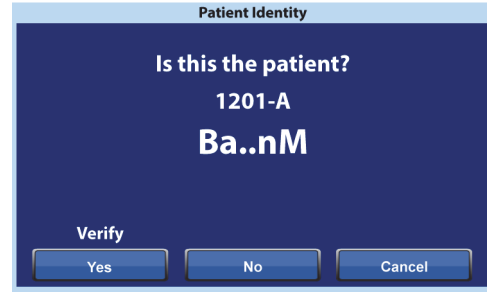 Patient Identity
Is this the patient?
1201-A
Ba..nM
Verify
Yes No Cancel